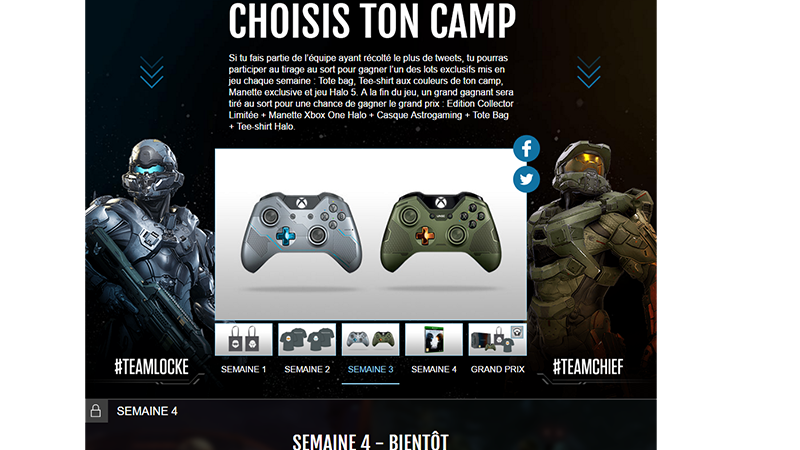 CHOISIS TON CAMP
Si tu fais partie de l'équipe ayant récolté le plus de tweets, tu pourras
participer au tirage au sort pour gagner l'un des lots exclusifs mis en
jeu chaque semaine : Tote bag, Tee-shirt aux couleurs de ton camp,
Manette exclusive et jeu Halo 5. A la fin du jeu, un grand gagnant sera
tiré au sort pour une chance de gagner le grand prix : Edition Collector
Limitée + Manette Xbox One Halo + Casque Astrogaming + Tote Bag
+ Tee-shirt Halo.
#TEAMLOCKE
SEMAINE 1
SEMAINE 2
SEMAINE 3
SEMAINE 4
GRAND PRIX
#TEAMCHIEF
SEMAINE 4
SEMAINE 4 - BIENTÔT